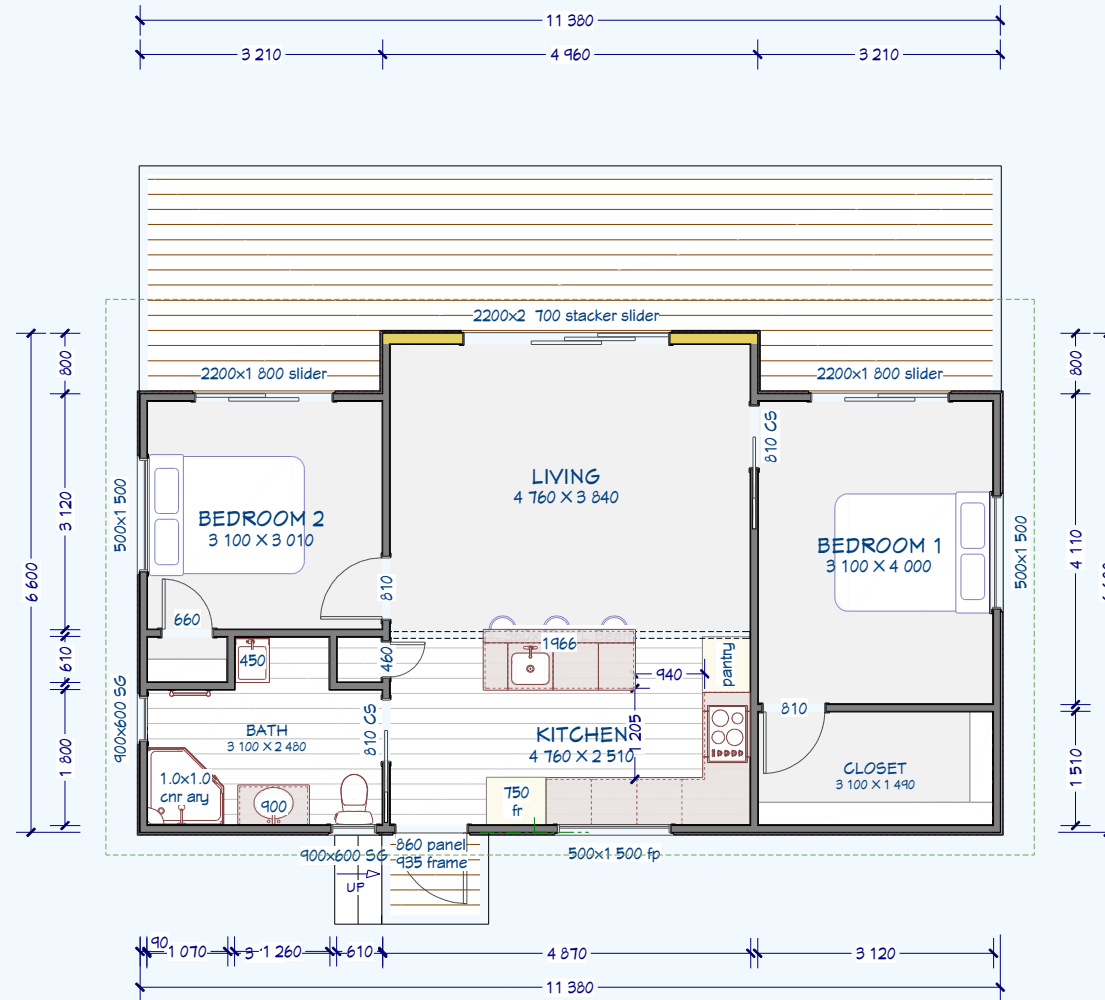 11 380
3 210
4 960
3 210
2200x2 700 stacker slider
2200x1 800 slider
2200x1 800 slider
800
800
810 CS
LIVING
4 760 X 3 840
BEDROOM 2
3 100 X 3 010
BEDROOM 1
3 100 X 4 000
500x1 500
500x1 500
3 120
4 110
6 600
810
660
1966
450
460
610
940
pantry
900x600 SG
810 CS
BATH
3 100 X 2 480
KITCHEN
4 760 X 2 510
1 205
810
1 800
1 510
CLOSET
3 100 X 1 490
1.0x1.0
cnr ary
900
750
fr
860 panel
935 frame
900x600 SG
500x1 500 fp
UP
90
1 070
1 260
610
4 870
3 120
11 380